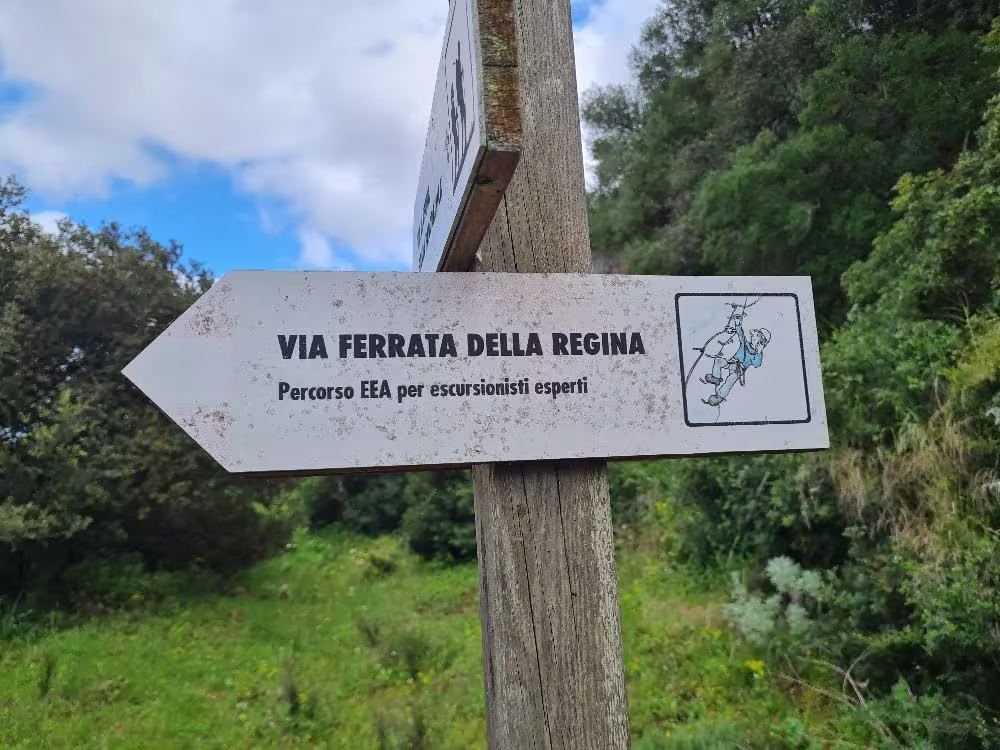 VIA FERRATA DELLA REGINA
Percorso EEA per escursionisti esperti